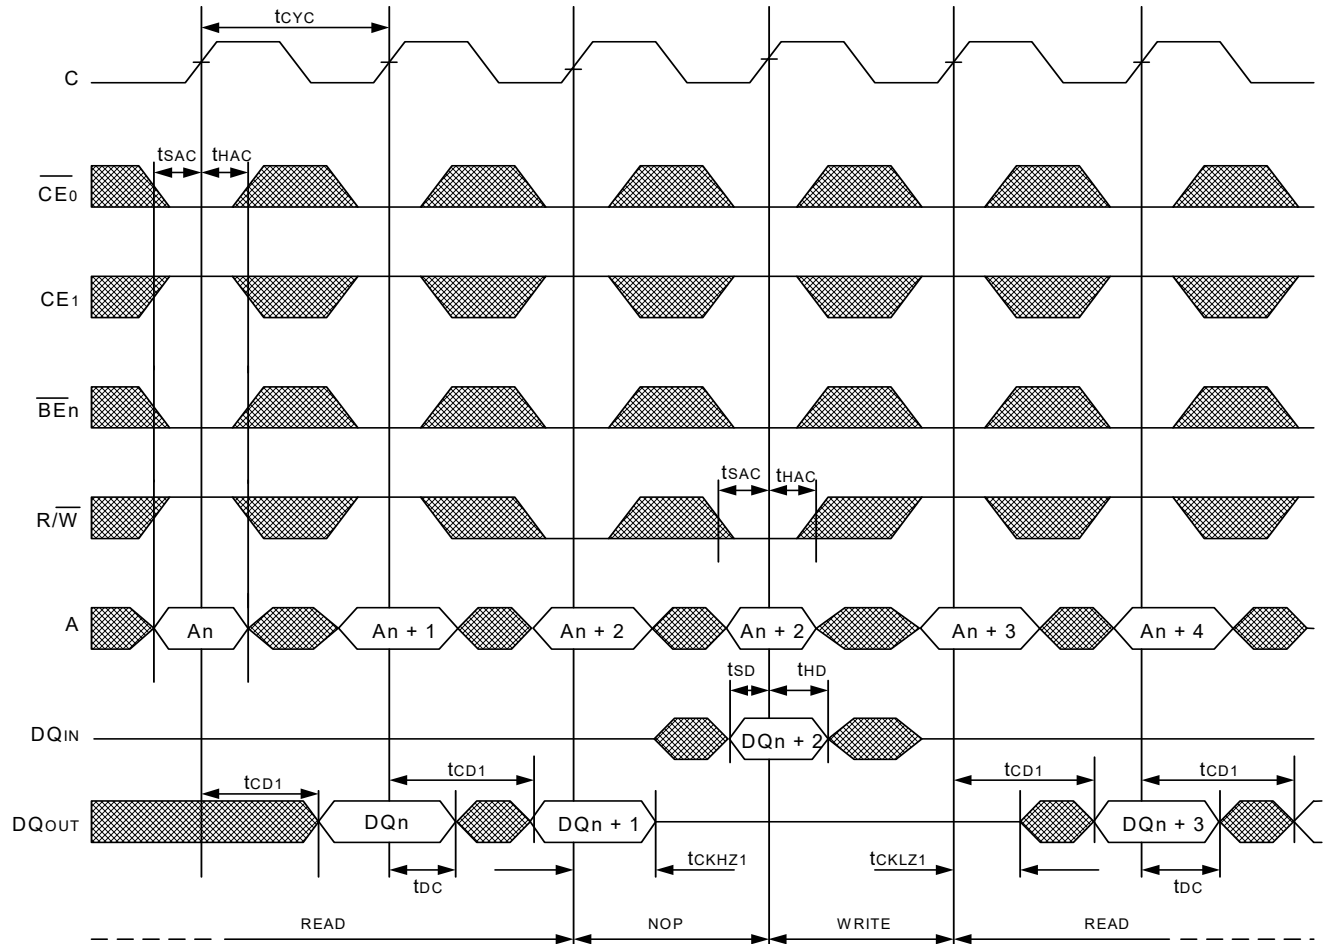 tCYC
C
tSAC tHAC
CE0
CE1
BEn
tSAC tHAC
R/W
A An An + 1 An + 2 An + 2 An + 3 An + 4
tSD tHD
DQIN DQn + 2
tCD1 tCD1 tCD1 tCD1
DQOUT DQn DQn + 1 DQn + 3
tDC tCKHZ1 tCKLZ1 tDC
READ NOP WRITE READ